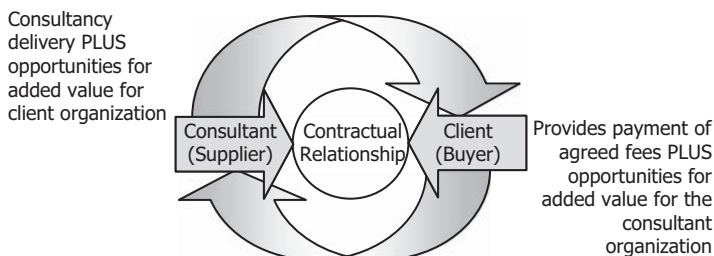 Consultancy
delivery PLUS
opportunities for
added value for
client organization
Consultant
(Supplier)
Contractual
Relationship
Client
(Buyer)
Provides payment of
agreed fees PLUS
opportunities for
added value for the
consultant
organization